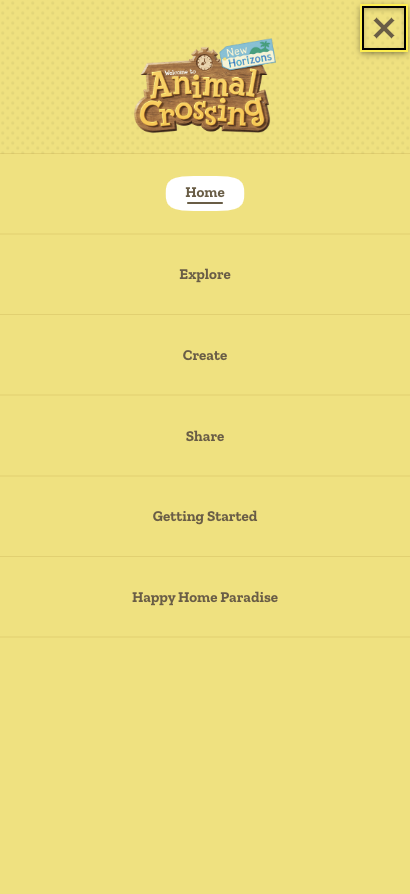 New
Horizons
Welcome to
Animal
Crossing
Home
Explore
Create
Share
Getting Started
Happy Home Paradise